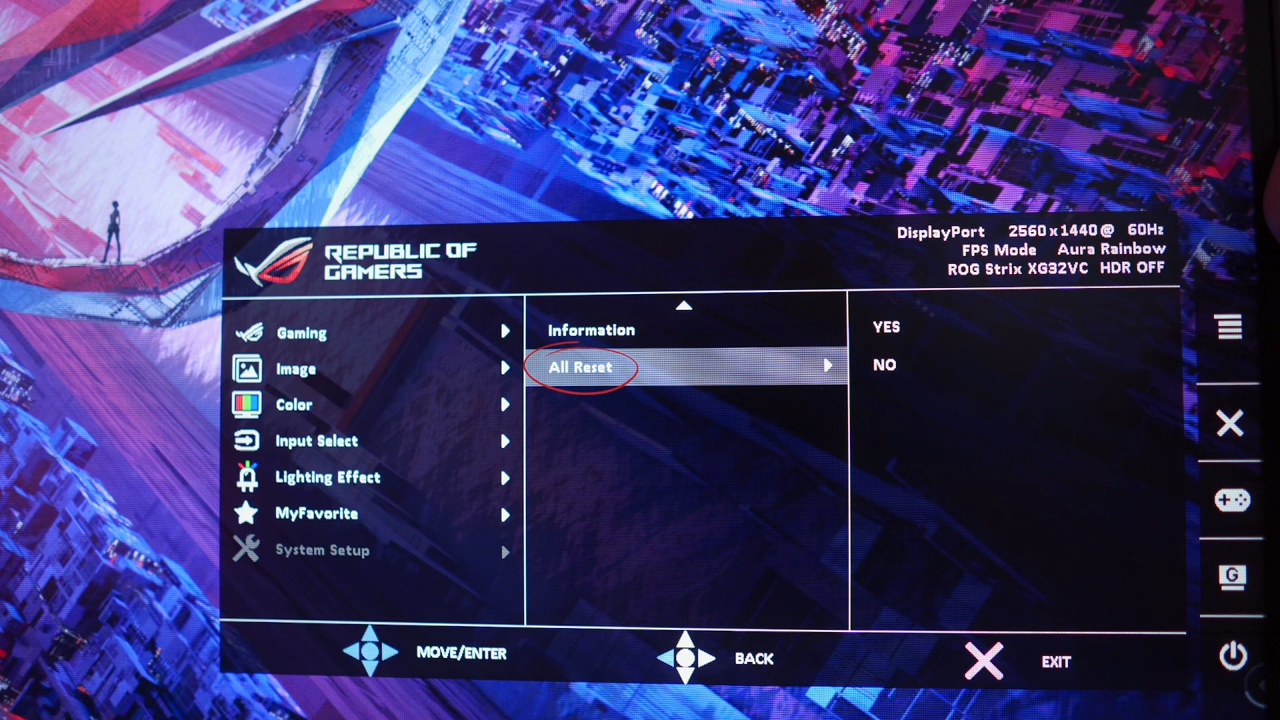 REPUBLIC OF
GAMERS
DisplayPort 2560x1440@ 60Hz
FPS Mode Aura Rainbow
ROG Strix XG32VC HDR OFF
Gaming
Image
Color
Input Select
Lighting Effect
MyFavorite
System Setup
Information
All Reset
YES
NO
MOVE/ENTER
BACK
EXIT
G